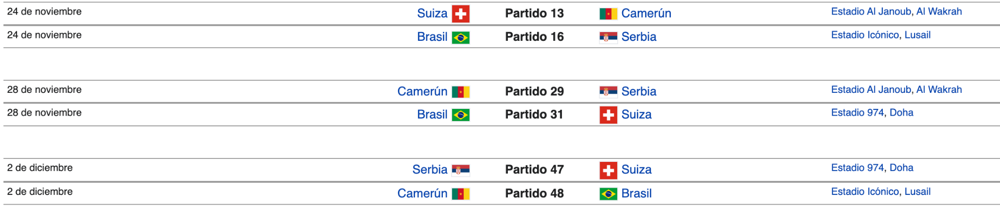 24 de noviembre Suiza Partido 13 Camerún Estadio Al Janoub, Al Wakrah
24 de noviembre Brasil Partido 16 Serbia Estadio Icónico, Lusail
28 de noviembre Camerún Partido 29 Serbia Estadio Al Janoub, Al Wakrah
28 de noviembre Brasil Partido 31 Suiza Estadio 974, Doha
2 de diciembre Serbia Partido 47 Suiza Estadio 974, Doha
2 de diciembre Camerún Partido 48 Brasil Estadio Icónico, Lusail